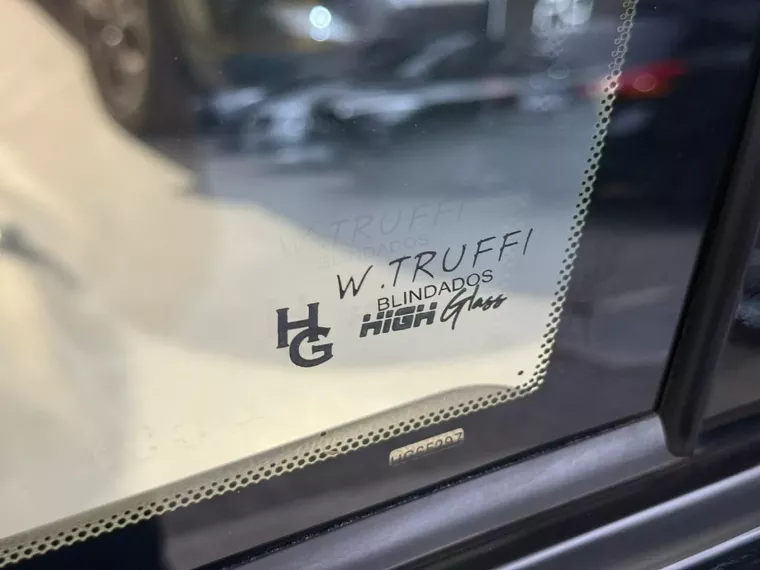 W.TRUFFI
BLINDADOS
HG HIGH Glass